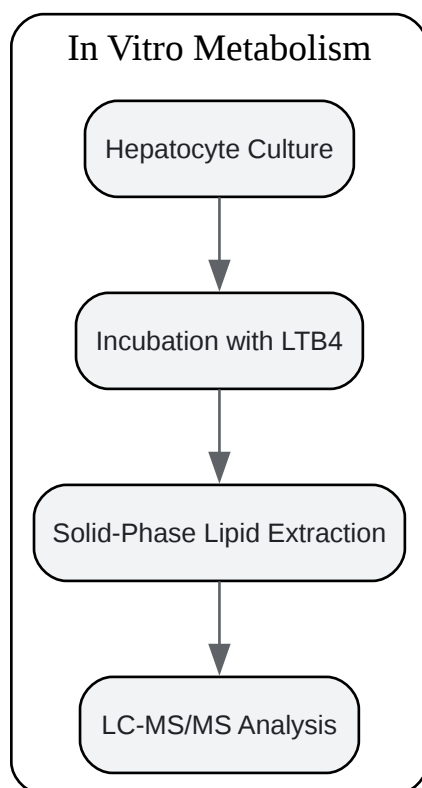 In Vitro Metabolism
Hepatocyte Culture
Incubation with LTB4
Solid-Phase Lipid Extraction
LC-MS/MS Analysis